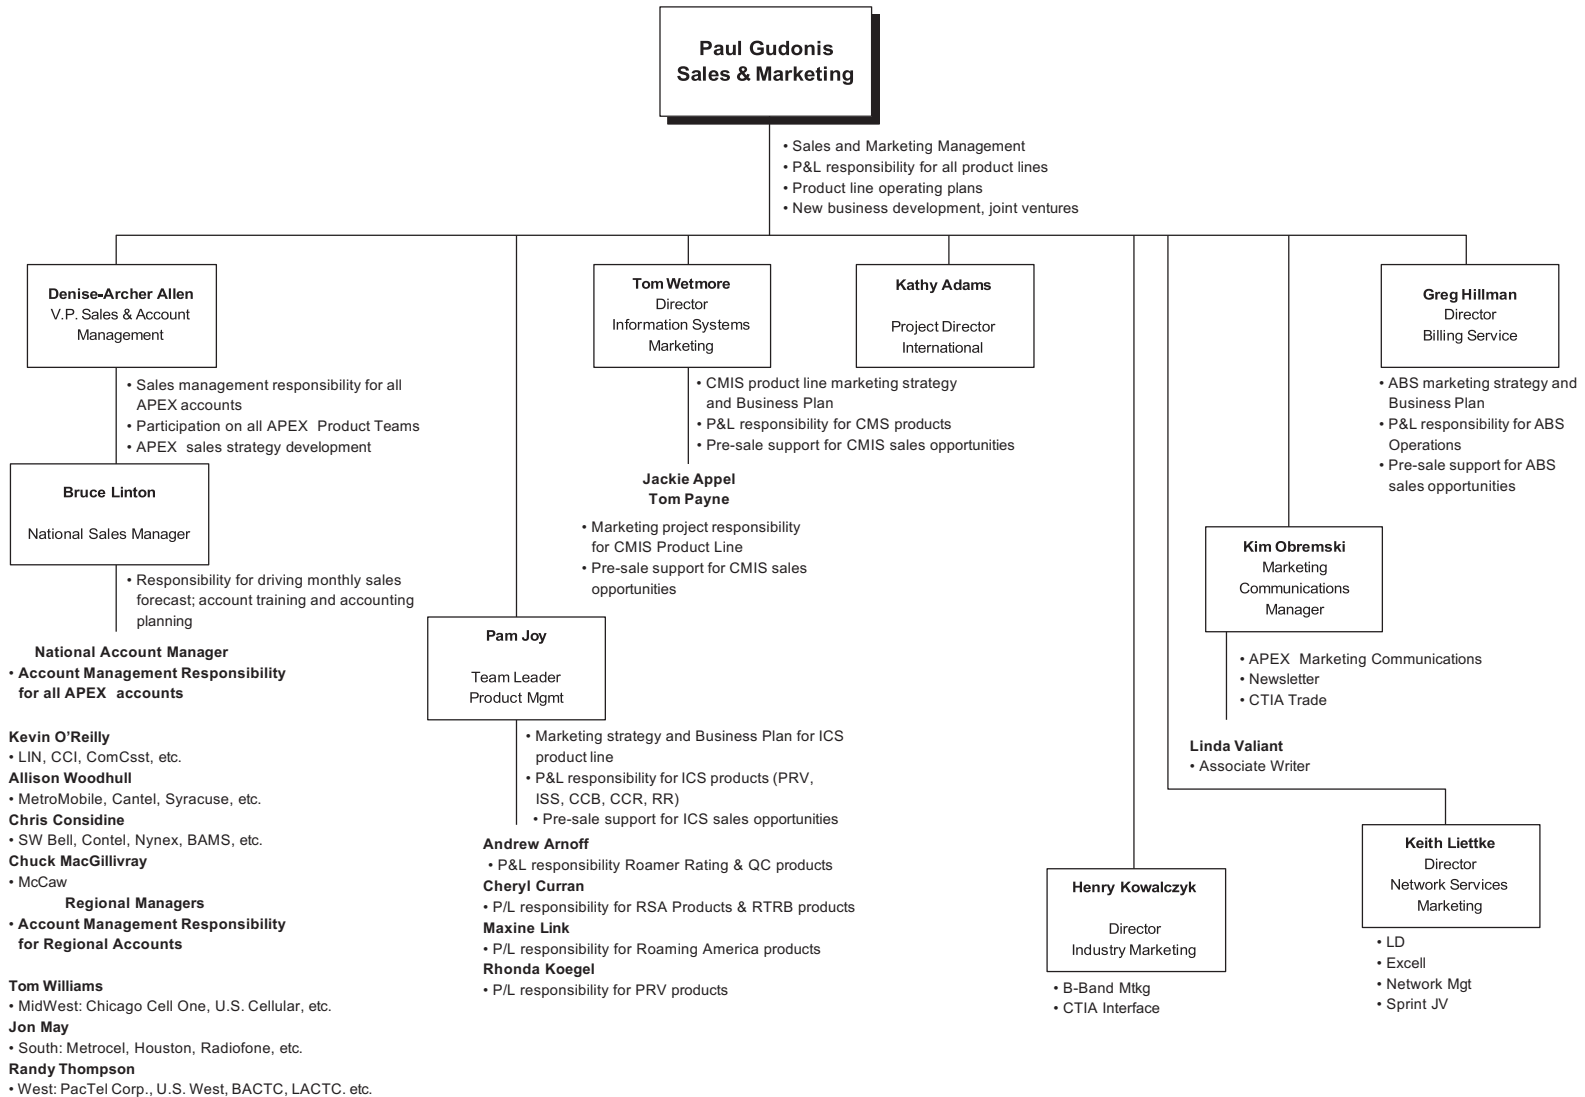 Paul Gudonis
Sales & Marketing
• Sales and Marketing Management
• P&L responsibility for all product lines
• Product line operating plans
• New business development, joint ventures
Denise-Archer Allen
V.P. Sales & Account
Management
• Sales management responsibility for all
APEX accounts
• Participation on all APEX Product Teams
• APEX sales strategy development
Bruce Linton
National Sales Manager
• Responsibility for driving monthly sales
forecast; account training and accounting
planning
National Account Manager
• Account Management Responsibility
for all APEX accounts
Kevin O'Reilly
• LIN, CCI, ComCsst, etc.
Allison Woodhull
• MetroMobile, Cantel, Syracuse, etc.
Chris Considine
• SW Bell, Contel, Nynex, BAMS, etc.
Chuck MacGillivray
• McCaw
Regional Managers
• Account Management Responsibility
for Regional Accounts
Tom Williams
• MidWest: Chicago Cell One, U.S. Cellular, etc.
Jon May
• South: Metrocel, Houston, Radiofone, etc.
Randy Thompson
• West: PacTel Corp., U.S. West, BACTC, LACTC. etc.
Pam Joy
Team Leader
Product Mgmt
• Marketing strategy and Business Plan for ICS
product line
• P&L responsibility for ICS products (PRV,
ISS, CCB, CCR, RR)
• Pre-sale support for ICS sales opportunities
Andrew Arnoff
• P&L responsibility Roamer Rating & QC products
Cheryl Curran
• P/L responsibility for RSA Products & RTRB products
Maxine Link
• P/L responsibility for Roaming America products
Rhonda Koegel
• P/L responsibility for PRV products
Tom Wetmore
Director
Information Systems
Marketing
• CMIS product line marketing strategy
and Business Plan
• P&L responsibility for CMS products
• Pre-sale support for CMIS sales opportunities
Jackie Appel
Tom Payne
• Marketing project responsibility
for CMIS Product Line
• Pre-sale support for CMIS sales
opportunities
Kathy Adams
Project Director
International
Henry Kowalczyk
Director
Industry Marketing
• B-Band Mtkg
• CTIA Interface
Keith Liettke
Director
Network Services
Marketing
• LD
• Excell
• Network Mgt
• Sprint JV
Kim Obremski
Marketing
Communications
Manager
• APEX Marketing Communications
• Newsletter
• CTIA Trade
Linda Valiant
• Associate Writer
Greg Hillman
Director
Billing Service
• ABS marketing strategy and
Business Plan
• P&L responsibility for ABS
Operations
• Pre-sale support for ABS
sales opportunities